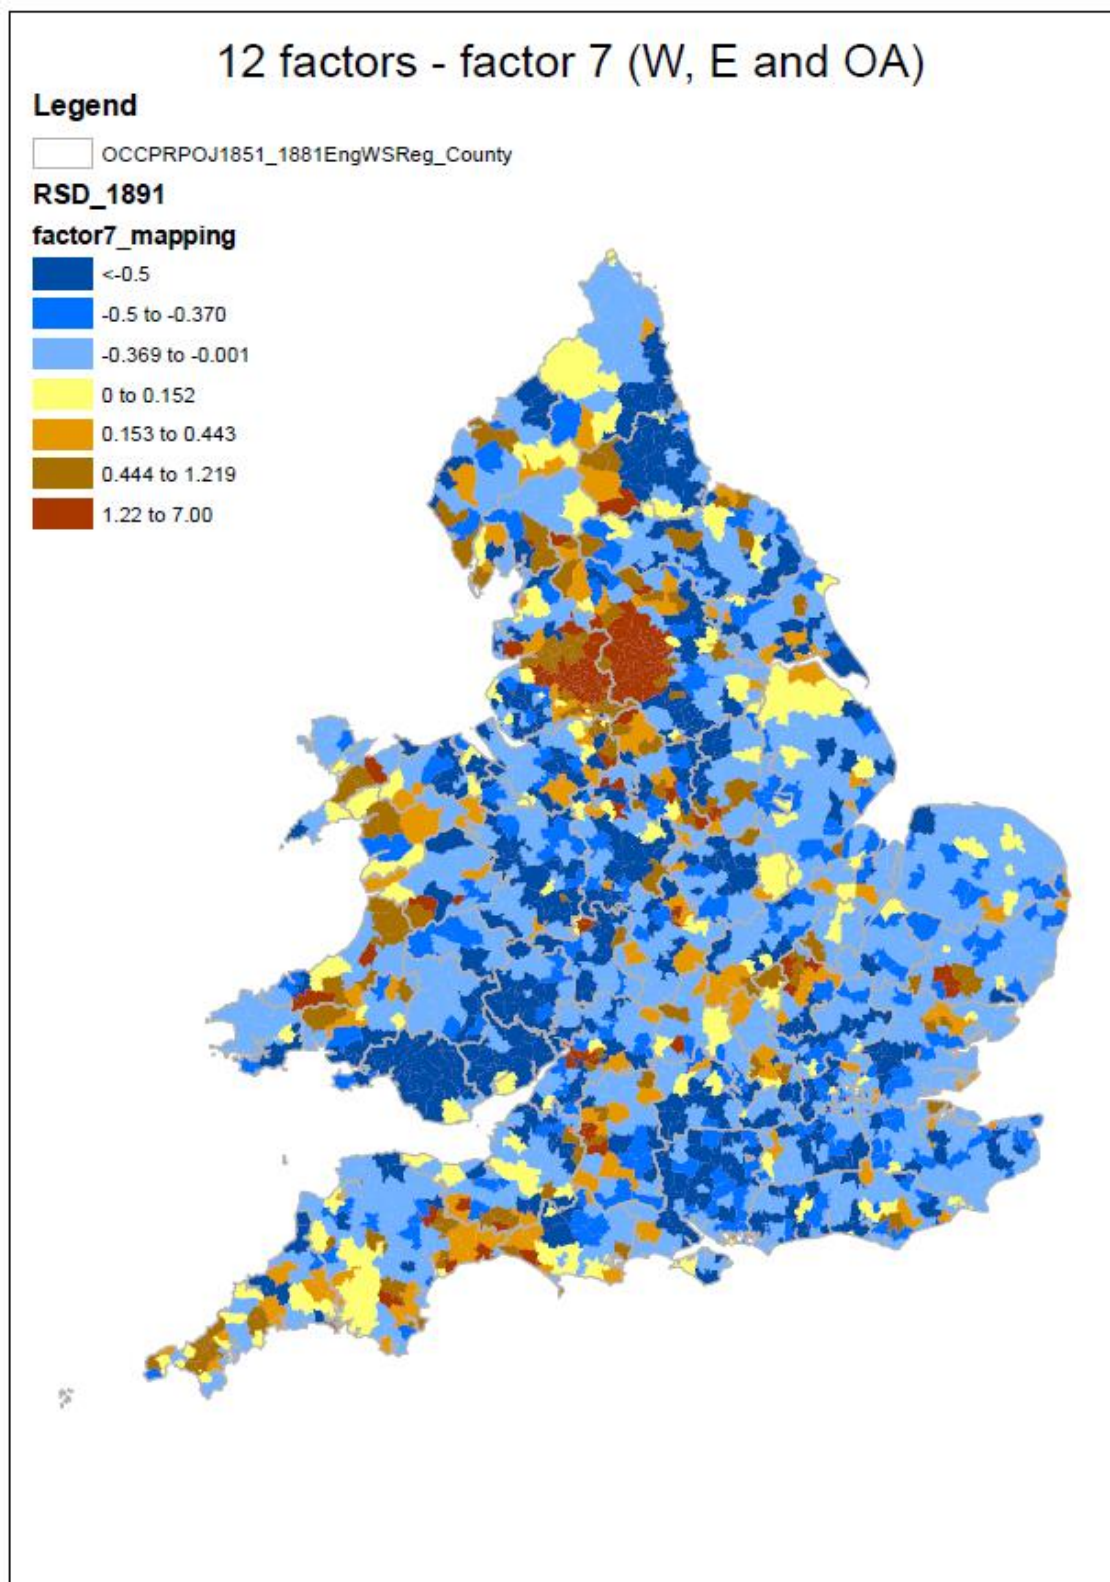 12 factors - factor 7 (W, E and OA)
Legend
OCCPRPOJ1851_1881EngWSReg_County
RSD_1891
factor7_mapping
<-0.5
-0.5 to -0.370
-0.369 to -0.001
0 to 0.152
0.153 to 0.443
0.444 to 1.219
1.22 to 7.00